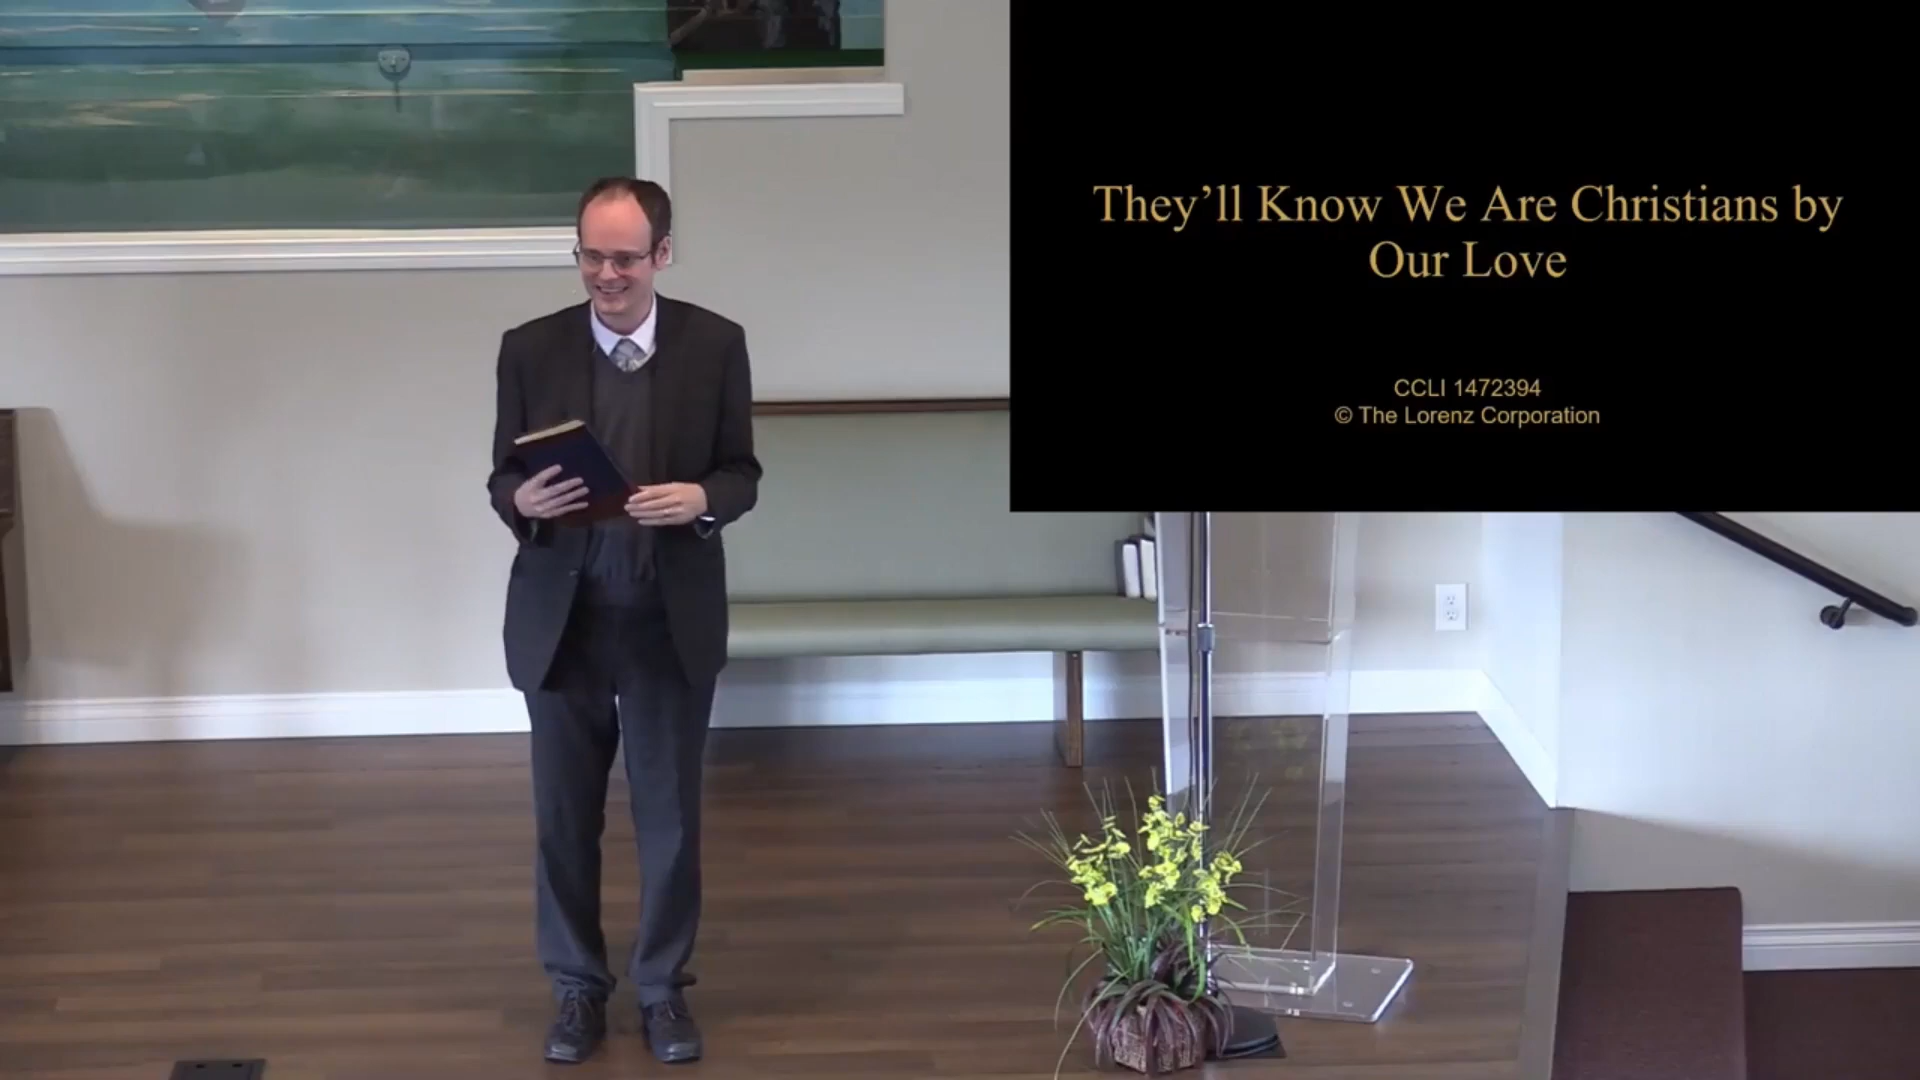 They’ll Know We Are Christians by
Our Love
CCLI 1472394
© The Lorenz Corporation